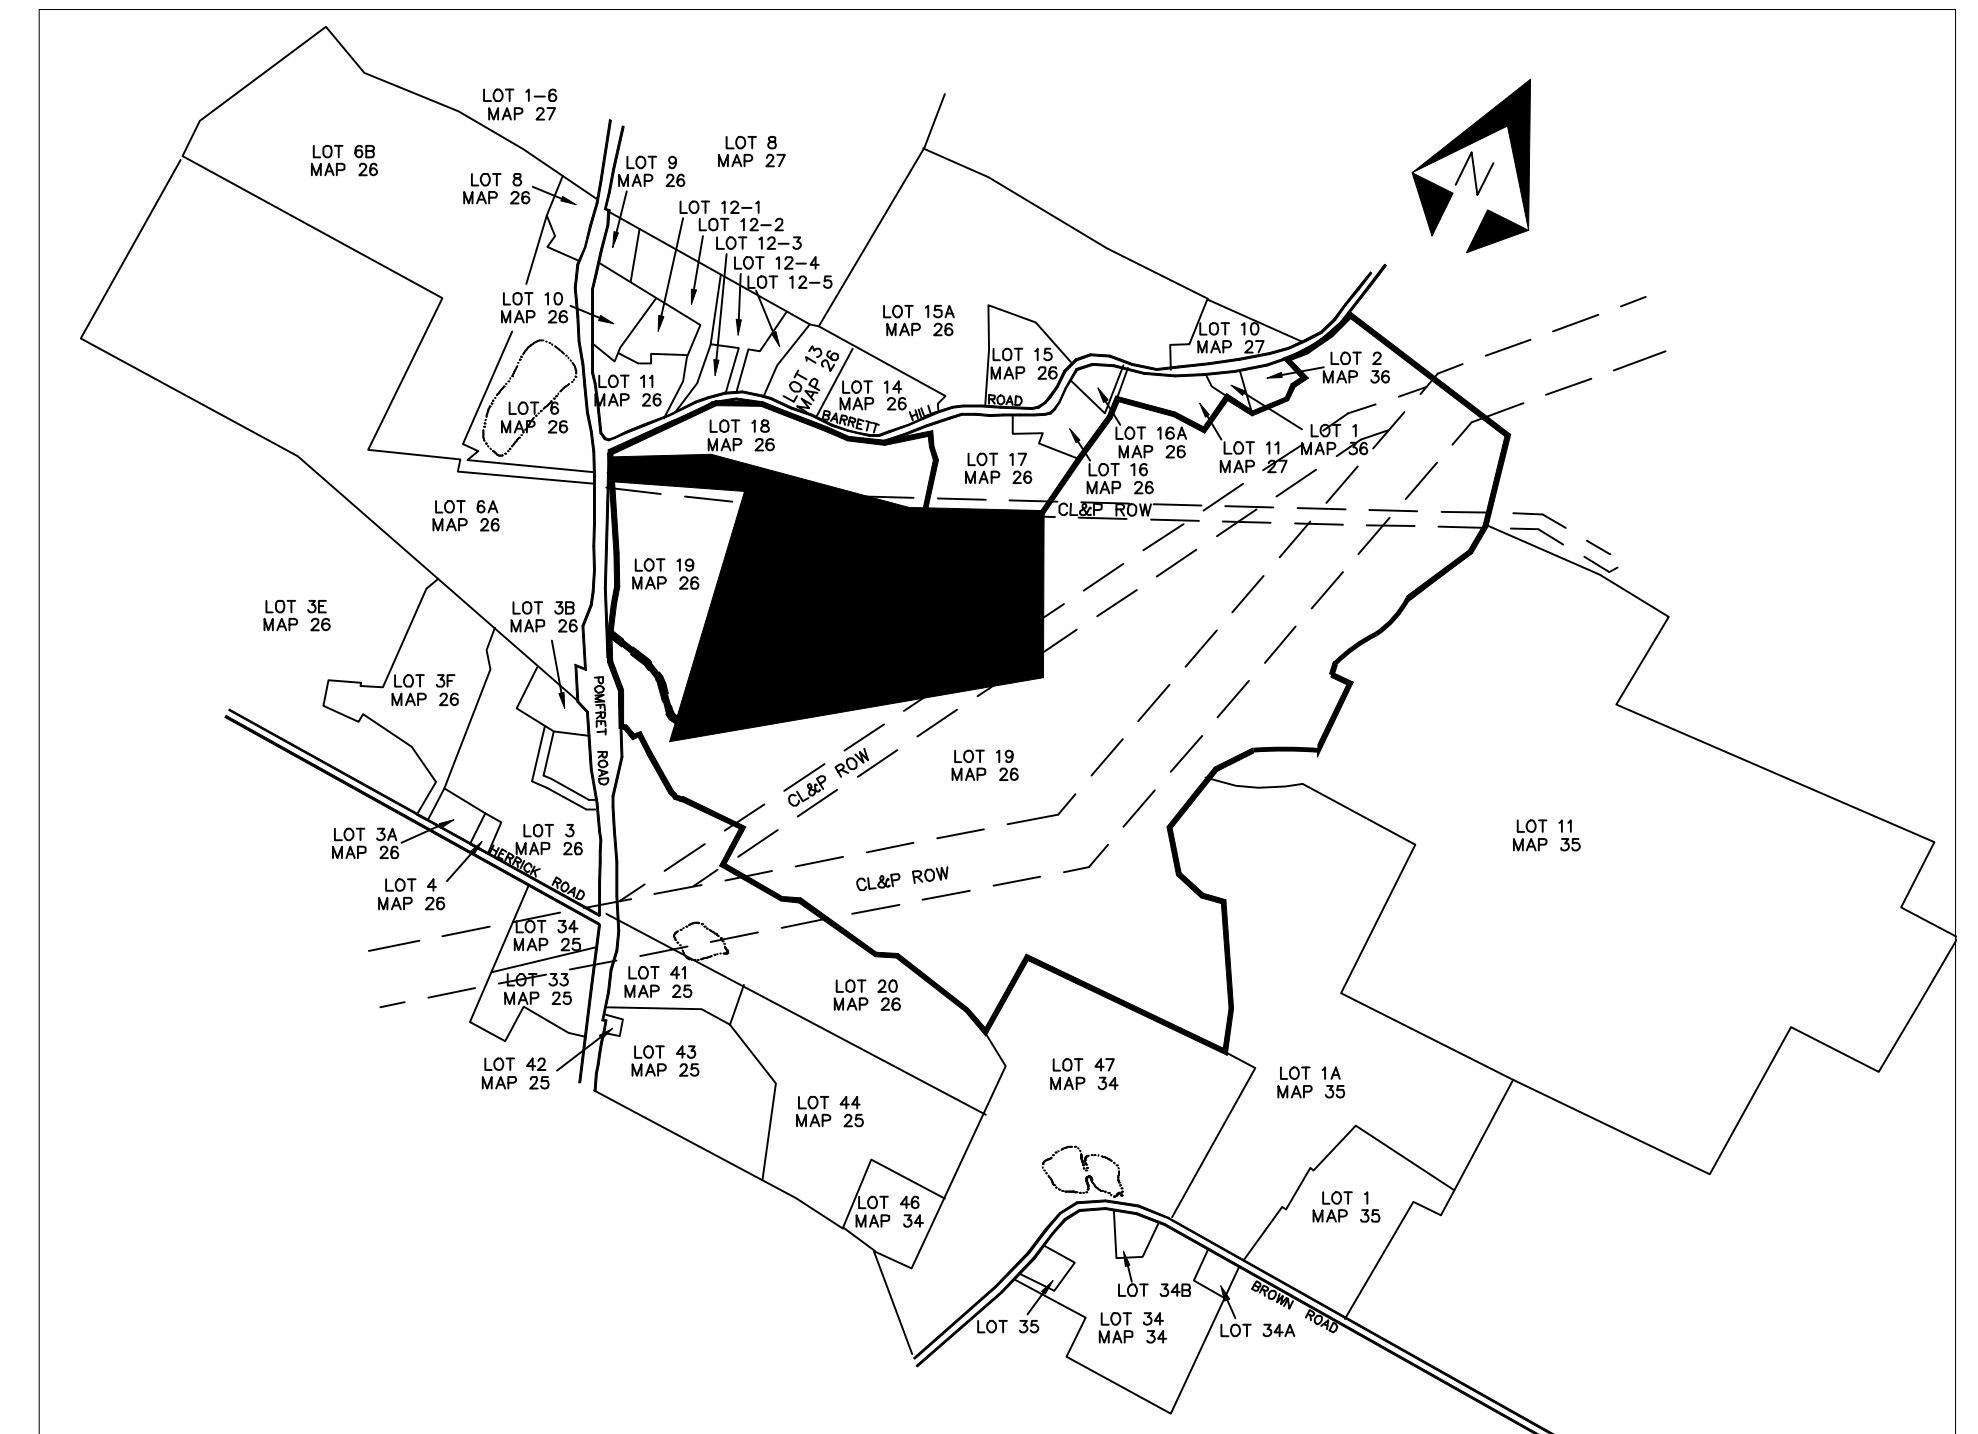 LOT 1-6
MAP 27
LOT 6B
MAP 26
LOT 8
MAP 27
LOT 9
MAP 26
LOT 8
MAP 26
N
LOT 12-1
LOT 12-2
LOT 12-3
LOT 12-4
LOT 12-5
LOT 10
MAP 26
LOT 15A
MAP 26
LOT 10
MAP 27
LOT 15
MAP 26
LOT 2
MAP 36
LOT 13
MAP 26
LOT 11
MAP 26
LOT 14
MAP 26
LOT 6
MAP 26
BARRETT HILL ROAD
LOT 18
MAP 26
LOT 16A
MAP 26
LOT 11
MAP 27
LOT 1
MAP 36
LOT 17
MAP 26
LOT 16
MAP 26
CL&P ROW
LOT 6A
MAP 26
LOT 19
MAP 26
LOT 3E
MAP 26
LOT 3B
MAP 26
LOT 3F
MAP 26
POMFRET ROAD
CL&P ROW
LOT 19
MAP 26
LOT 11
MAP 35
LOT 3A
MAP 26
LOT 3
MAP 26
HERRICK ROAD
LOT 4
MAP 26
CL&P ROW
LOT 34
MAP 25
LOT 33
MAP 25
LOT 41
MAP 25
LOT 20
MAP 26
LOT 42
MAP 25
LOT 43
MAP 25
LOT 47
MAP 34
LOT 1A
MAP 35
LOT 44
MAP 25
LOT 46
MAP 34
LOT 1
MAP 35
LOT 34B
LOT 35
LOT 34
MAP 34
LOT 34A
BROWN ROAD